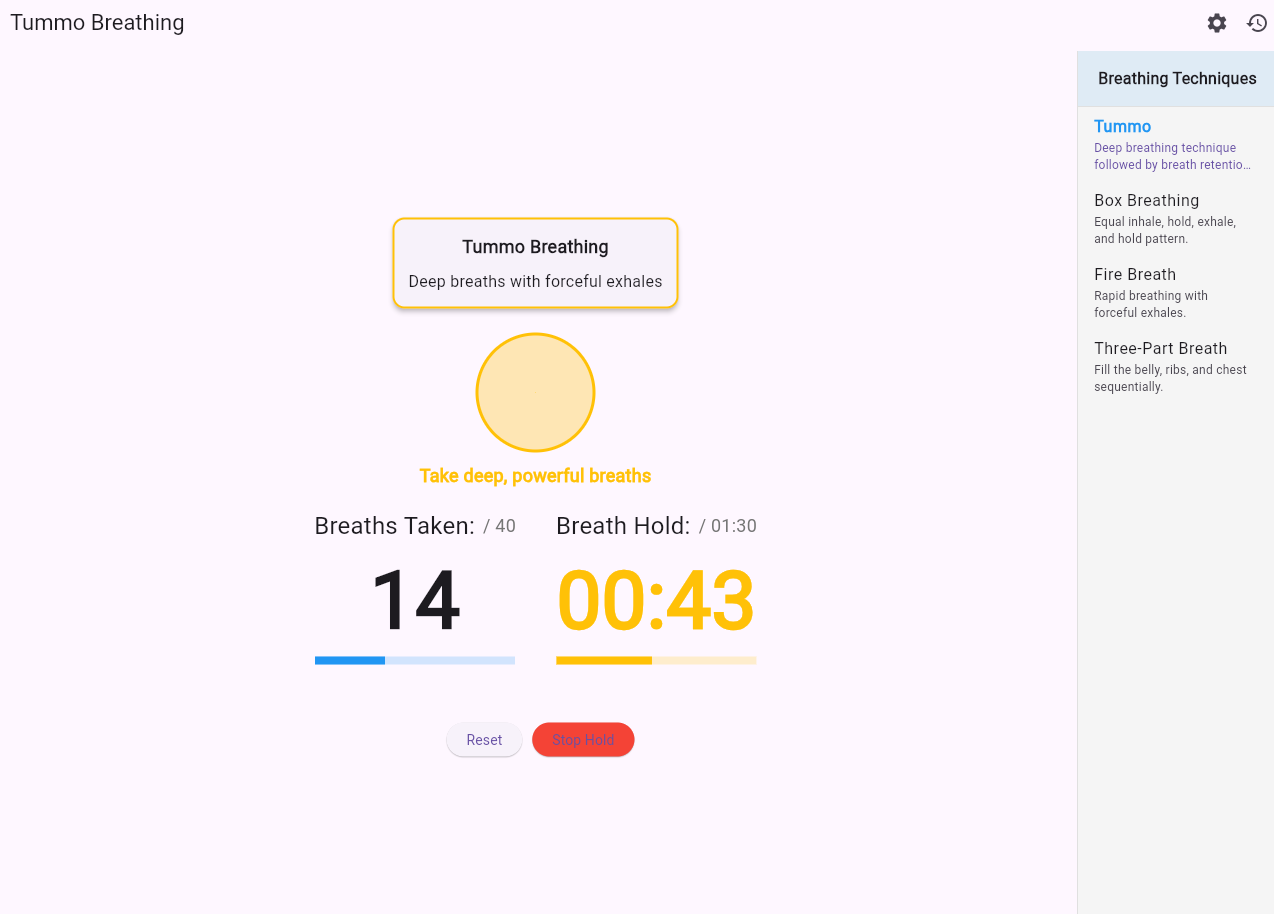 Tummo Breathing
Breathing Techniques
Tummo
Deep breathing technique
followed by breath retentio…
Box Breathing
Equal inhale, hold, exhale,
and hold pattern.
Fire Breath
Rapid breathing with
forceful exhales.
Three-Part Breath
Fill the belly, ribs, and chest
sequentially.
Tummo Breathing
Deep breaths with forceful exhales
Take deep, powerful breaths
Breaths Taken: / 40
14
Breath Hold: / 01:30
00:43
Reset
Stop Hold